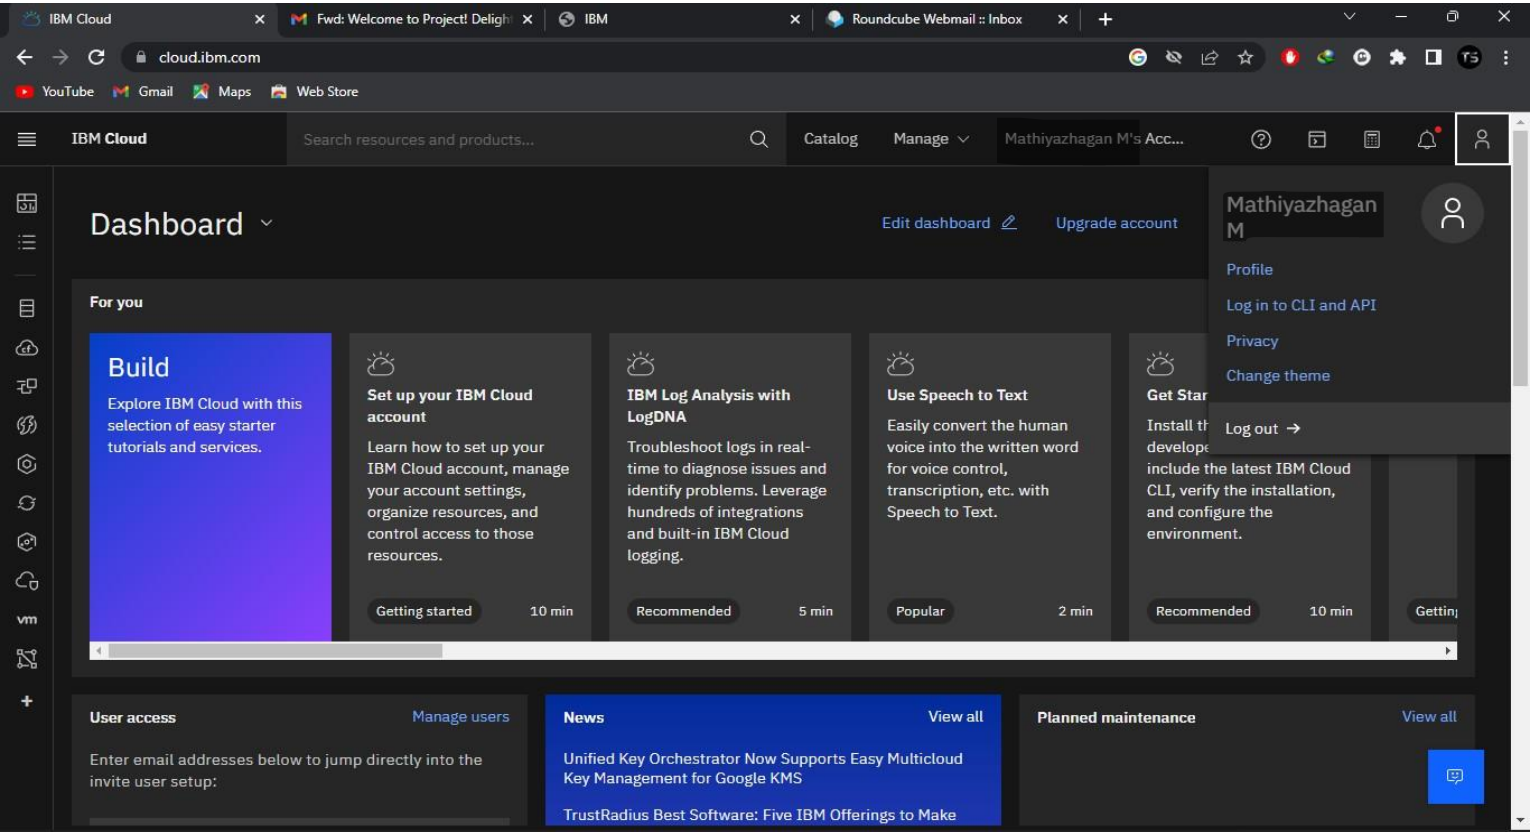 IBM Cloud
Fwd: Welcome to Project! Deligh
IBM
Roundcube Webmail :: Inbox
cloud.ibm.com
TS
YouTube
Gmail
Maps
Web Store
IBM Cloud
Search resources and products...
Catalog
Manage
Mathiyazhagan M's Acc...
Dashboard
Edit dashboard
Upgrade account
Mathiyazhagan
M
Profile
Log in to CLI and API
Privacy
Change theme
Log out →
For you
Build
Explore IBM Cloud with this
selection of easy starter
tutorials and services.
Set up your IBM Cloud
account
Learn how to set up your
IBM Cloud account, manage
your account settings,
organize resources, and
control access to those
resources.
Getting started
10 min
IBM Log Analysis with
LogDNA
Troubleshoot logs in real-
time to diagnose issues and
identify problems. Leverage
hundreds of integrations
and built-in IBM Cloud
logging.
Recommended
5 min
Use Speech to Text
Easily convert the human
voice into the written word
for voice control,
transcription, etc. with
Speech to Text.
Popular
2 min
Get Star
Install th
develope
include the latest IBM Cloud
CLI, verify the installation,
and configure the
environment.
Recommended
10 min
Getting
cf
vm
User access
Manage users
Enter email addresses below to jump directly into the
invite user setup:
News
View all
Unified Key Orchestrator Now Supports Easy Multicloud
Key Management for Google KMS
TrustRadius Best Software: Five IBM Offerings to Make
Planned maintenance
View all